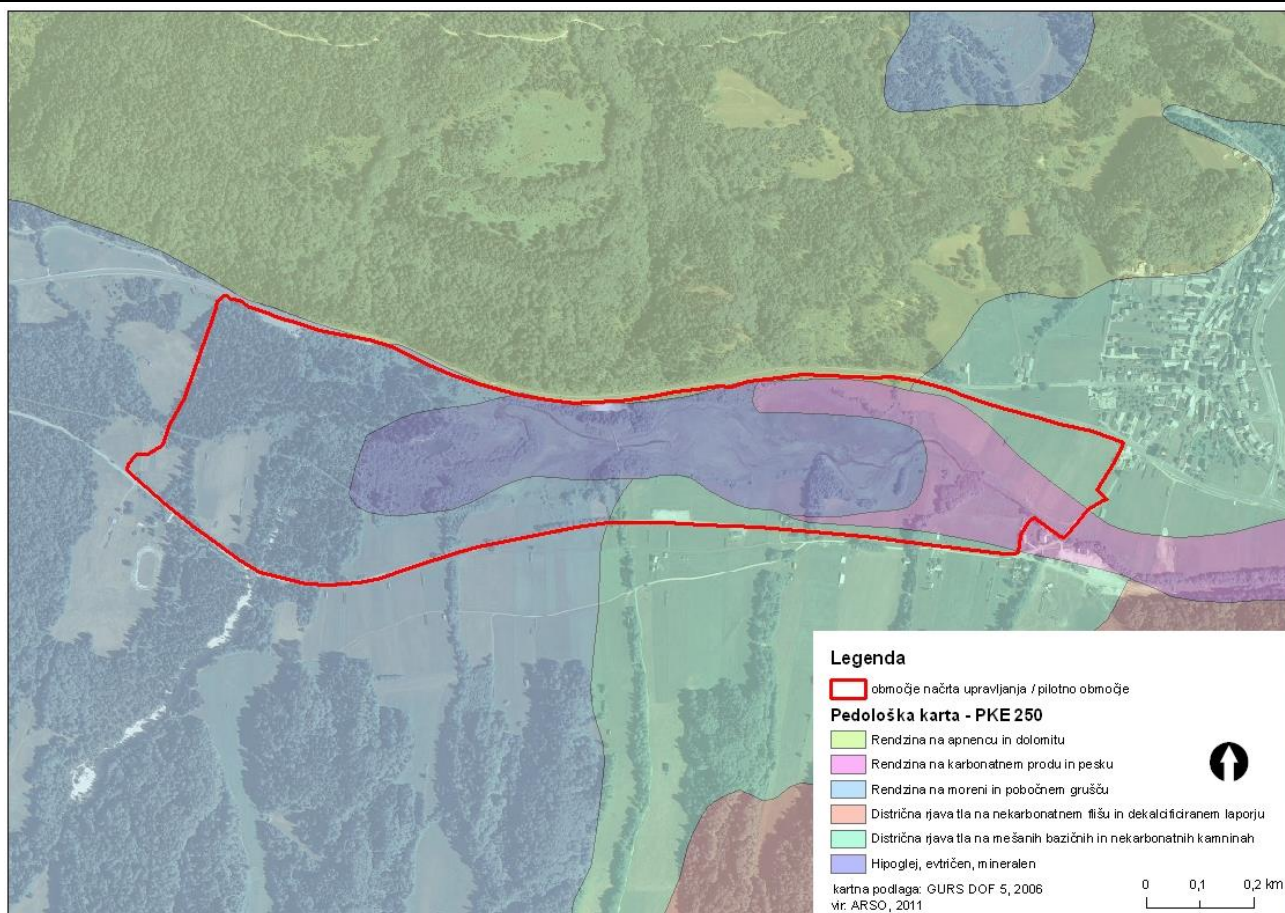 Legenda
območje načrta upravljanja / pilotno območje
Pedološka karta - PKE 250
Rendzina na apnencu in dolomitu
Rendzina na karbonatnem produ in pesku
Rendzina na moreni in pobočnem grušču
Distrična rjava tla na nekarbonatnem flišu in dekalcificiranem laporju
Distrična rjava tla na mešanih bazičnih in nekarbonatnih kamninah
Hipoglej, evtričen, mineralen
kartna podlaga: GURS DOF 5, 2006
vir: ARSO, 2011
0 0,1 0,2 km